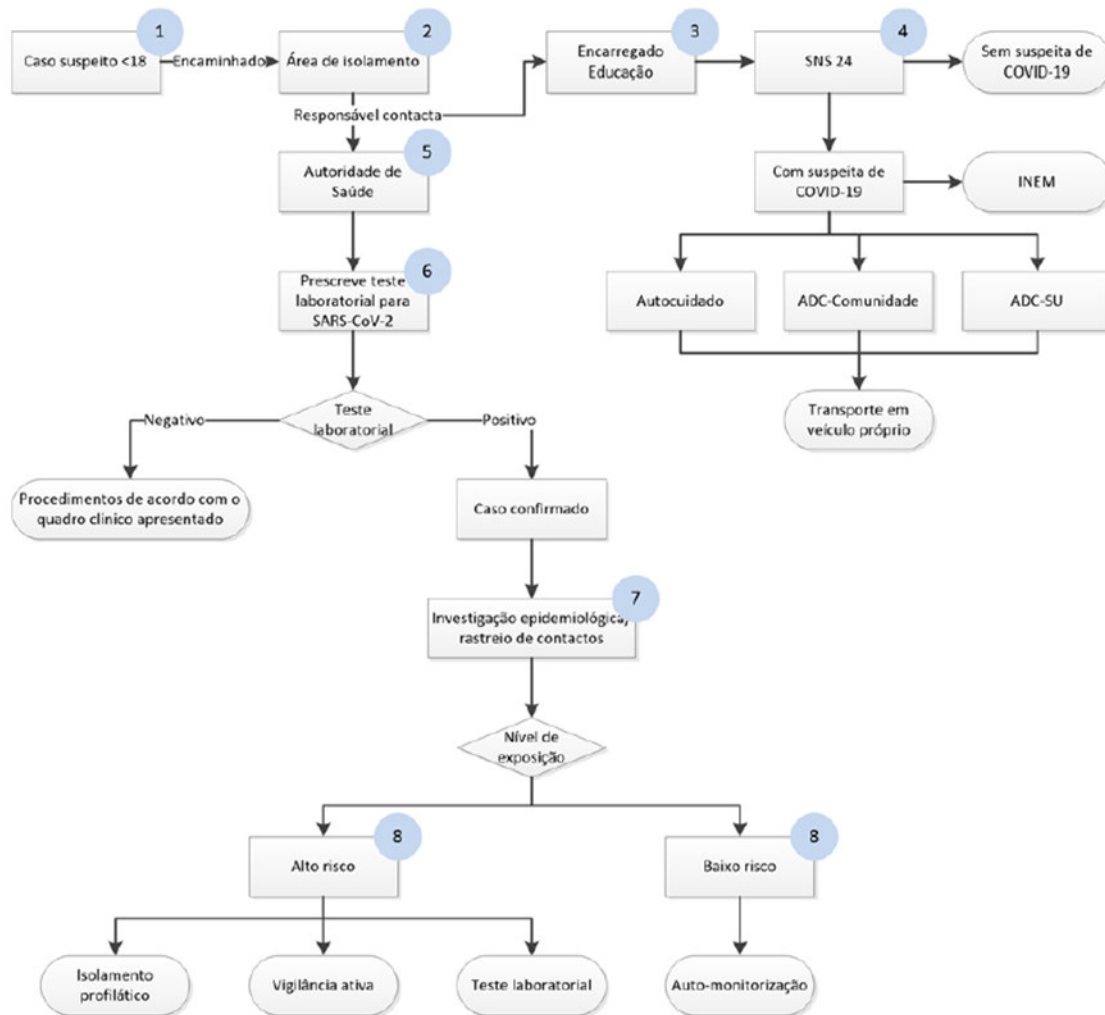 1
Caso suspeito <18
Encaminhado
2
Área de isolamento
Responsável contacta
3
Encarregado
Educação
4
SNS 24
Sem suspeita de
COVID-19
Com suspeita de
COVID-19
INEM
Autocuidado
ADC-Comunidade
ADC-SU
Transporte em
veículo próprio
5
Autoridade de
Saúde
6
Prescreve teste
laboratorial para
SARS-CoV-2
Teste
laboratorial
Negativo
Positivo
Procedimentos de acordo com o
quadro clínico apresentado
Caso confirmado
7
Investigação epidemiológica/
rastreio de contactos
Nível de
exposição
8
Alto risco
8
Baixo risco
Isolamento
profilático
Vigilância ativa
Teste laboratorial
Auto-monitorização